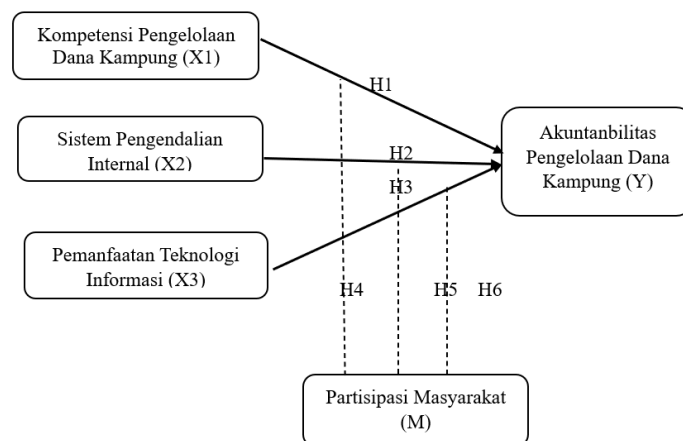 Kompetensi Pengelolaan
Dana Kampung (X1)
H1
Sistem Pengendalian
Internal (X2)
H2
Akuntanbilitas
Pengelolaan Dana
Kampung (Y)
H3
Pemanfaatan Teknologi
Informasi (X3)
H4
H5
H6
Partisipasi Masyarakat
(M)